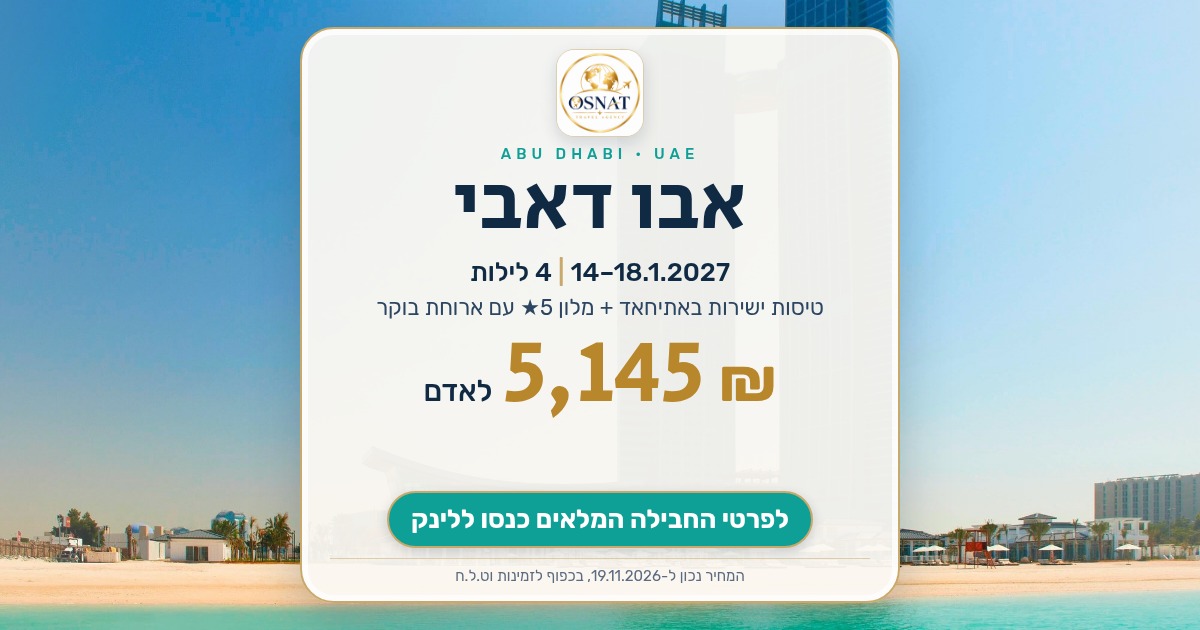 OSNAT
TRAVEL AGENCY
ABU DHABI • UAE
אבו דאבי
14–18.1.2027 | 4 לילות
טיסות ישירות באתיחאד + מלון 5★ עם ארוחת בוקר
₪ 5,145 לאדם
לפרטי החבילה המלאים כנסו ללינק
המחיר נכון ל-19.11.2026, בכפוף לזמינות וט.ל.ח